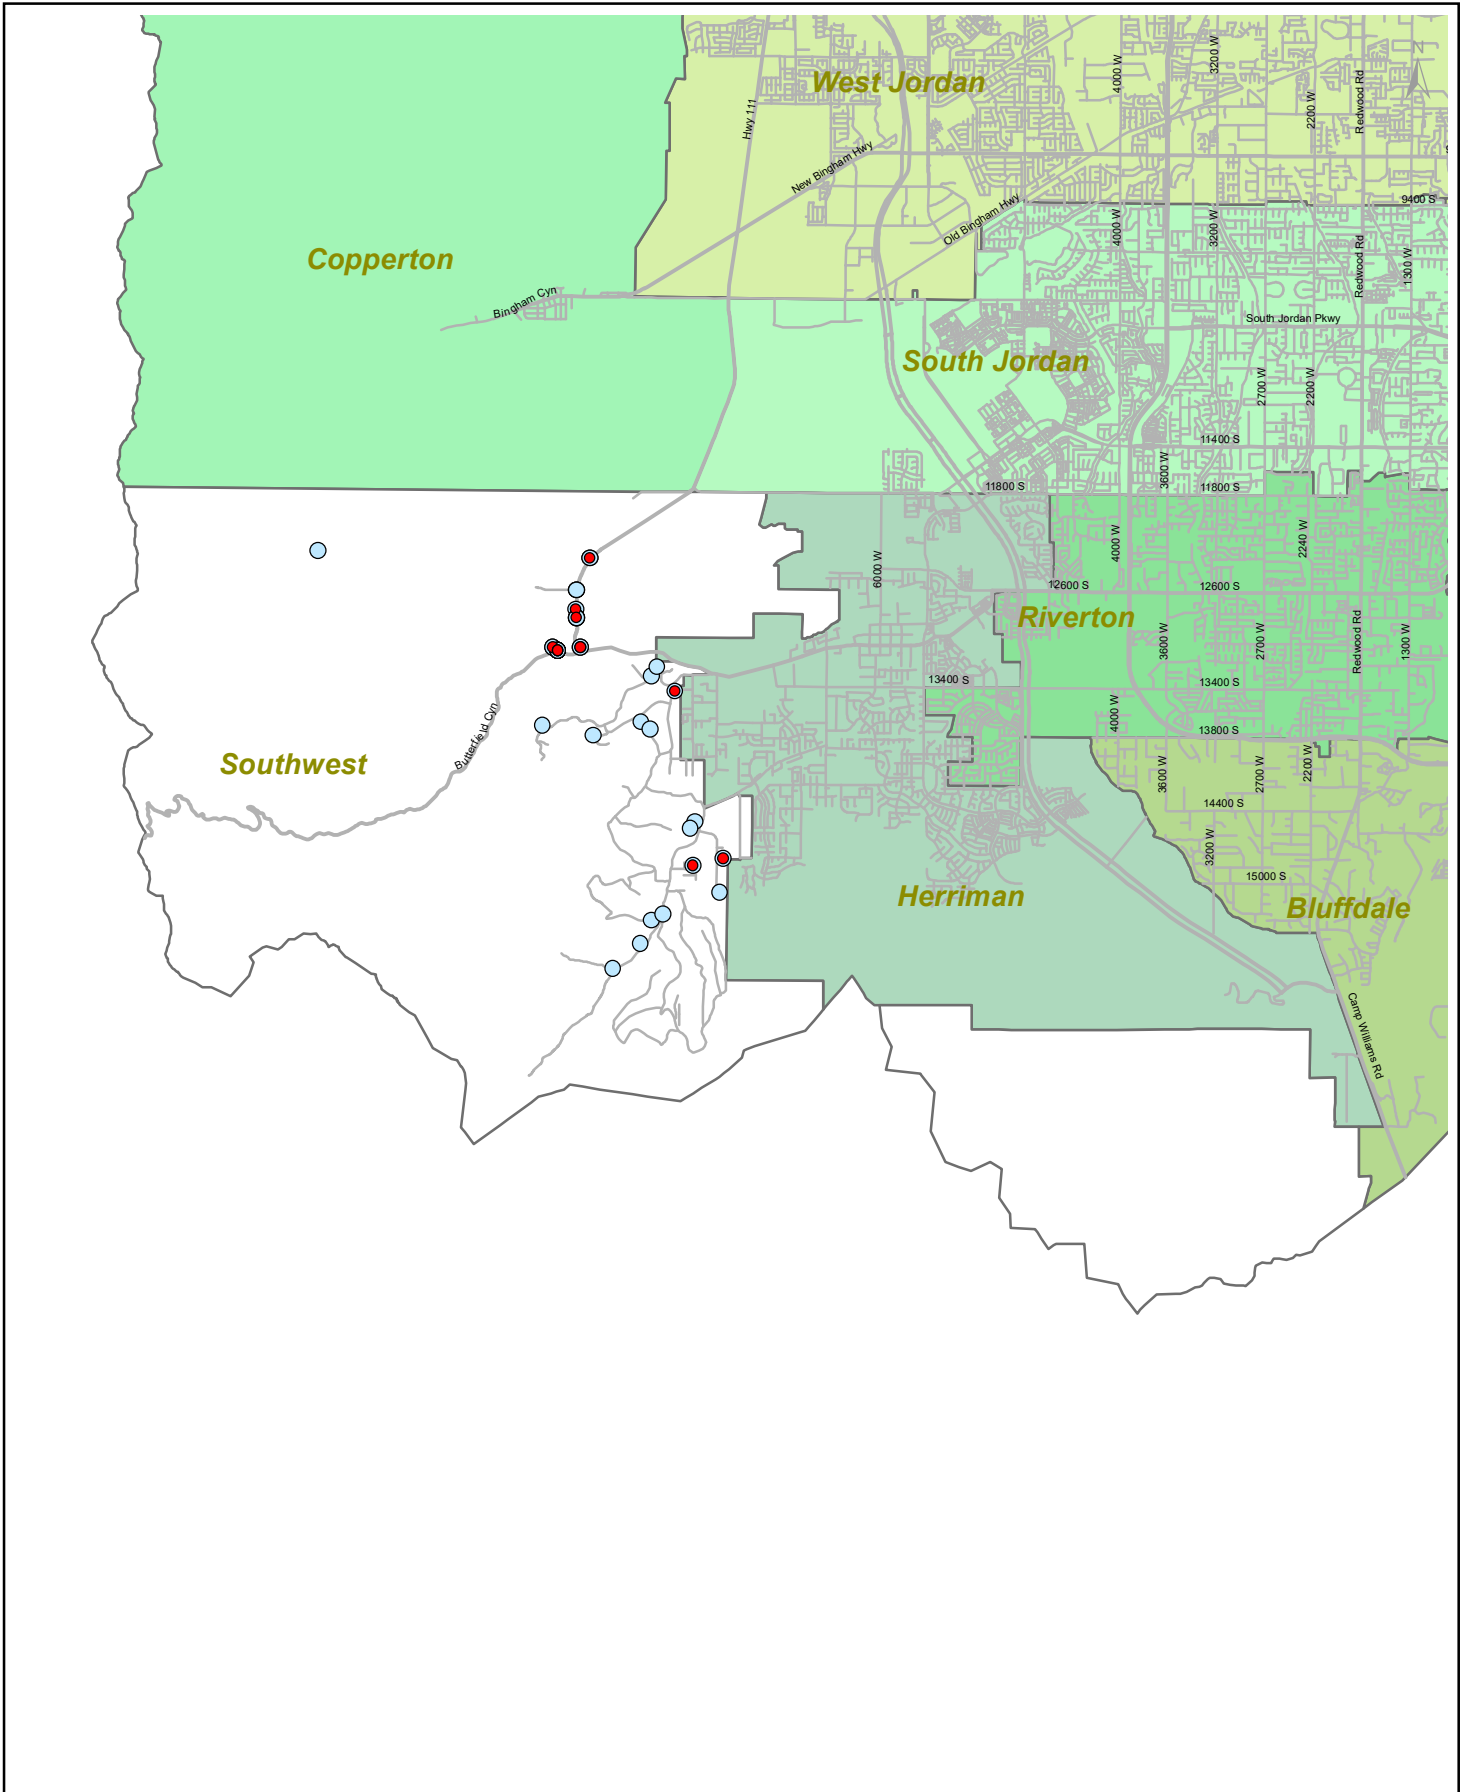 N
West Jordan
Hwy 111
4000 W
3200 W
2200 W
Redwood Rd
New Bingham Hwy
Old Bingham Hwy
9400 S
Copperton
4000 W
3200 W
Redwood Rd
1300 W
Bingham Cyn
South Jordan Pkwy
South Jordan
2700 W
2200 W
11400 S
3600 W
11800 S
11800 S
6000 W
4000 W
2240 W
12600 S
12600 S
Riverton
3600 W
2700 W
Redwood Rd
1300 W
13400 S
13400 S
4000 W
13800 S
Butterfield Cyn
Southwest
3600 W
2700 W
2200 W
14400 S
3200 W
15000 S
Herriman
Bluffdale
Camp Williams Rd